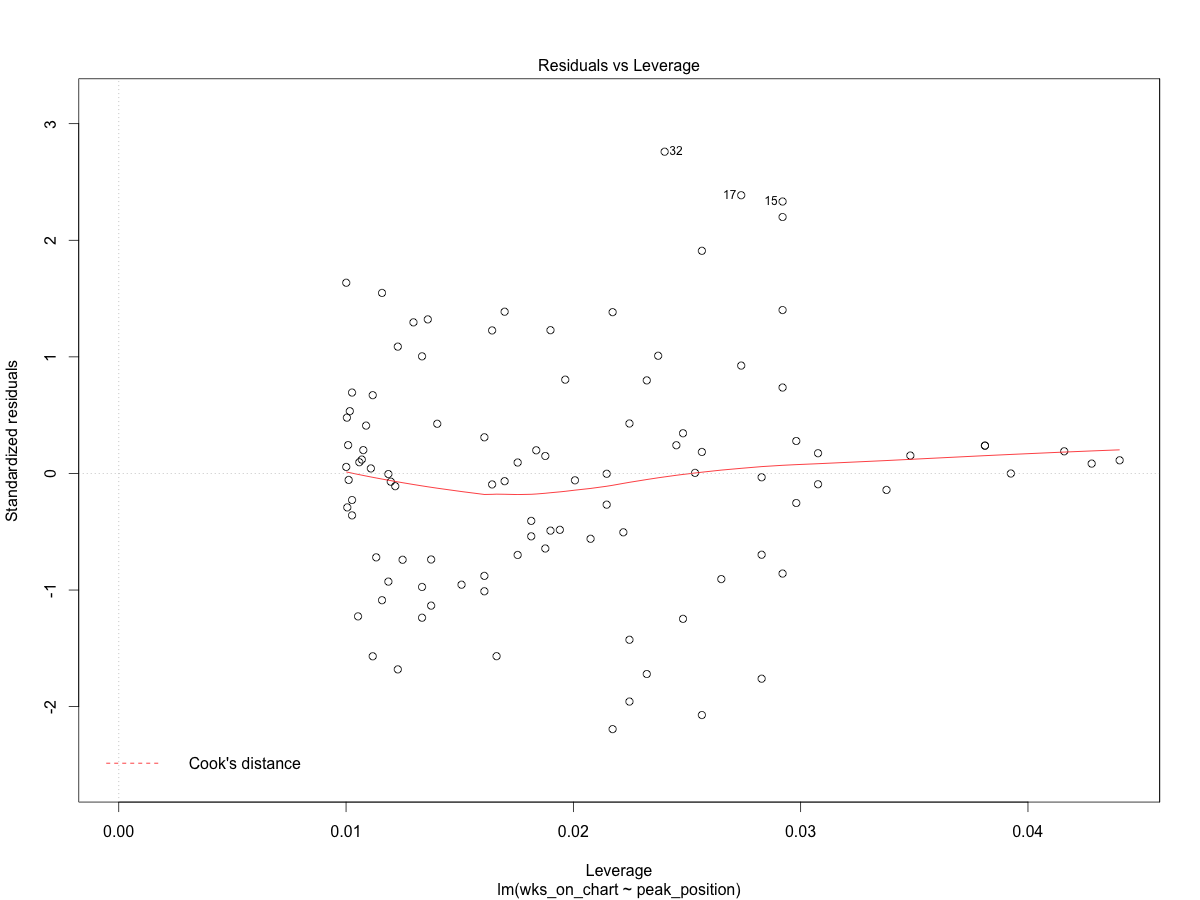 Residuals vs Leverage
3
2
1
0
-1
-2
Standardized residuals
32
17
15
Cook's distance
0.00 0.01 0.02 0.03 0.04
Leverage
lm(wks_on_chart ~ peak_position)